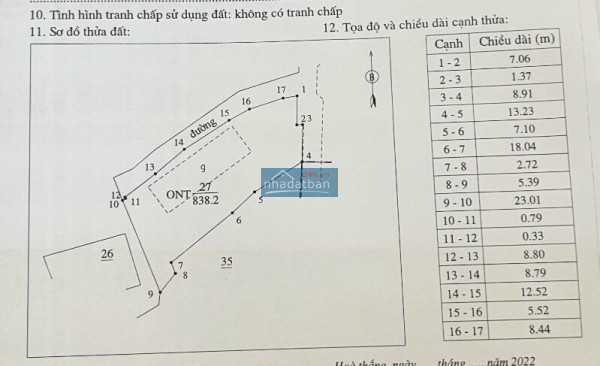 10. Tình hình tranh chấp sử dụng đất: không có tranh chấp
11. Sơ đồ thửa đất:
12. Tọa độ và chiều dài cạnh thửa:
Cạnh Chiều dài (m)
1 - 2 7.06
2 - 3 1.37
3 - 4 8.91
4 - 5 13.23
5 - 6 7.10
6 - 7 18.04
7 - 8 2.72
8 - 9 5.39
9 - 10 23.01
10 - 11 0.79
11 - 12 0.33
12 - 13 8.80
13 - 14 8.79
14 - 15 12.52
15 - 16 5.52
16 - 17 8.44
B
17
1
16
15
23
đường
14
g
4
13
ONT 27
838.2
nhadatban
24h.vn
12
10
11
5
6
26
35
7
8
9
Hoà thắng, ngày tháng năm 2022